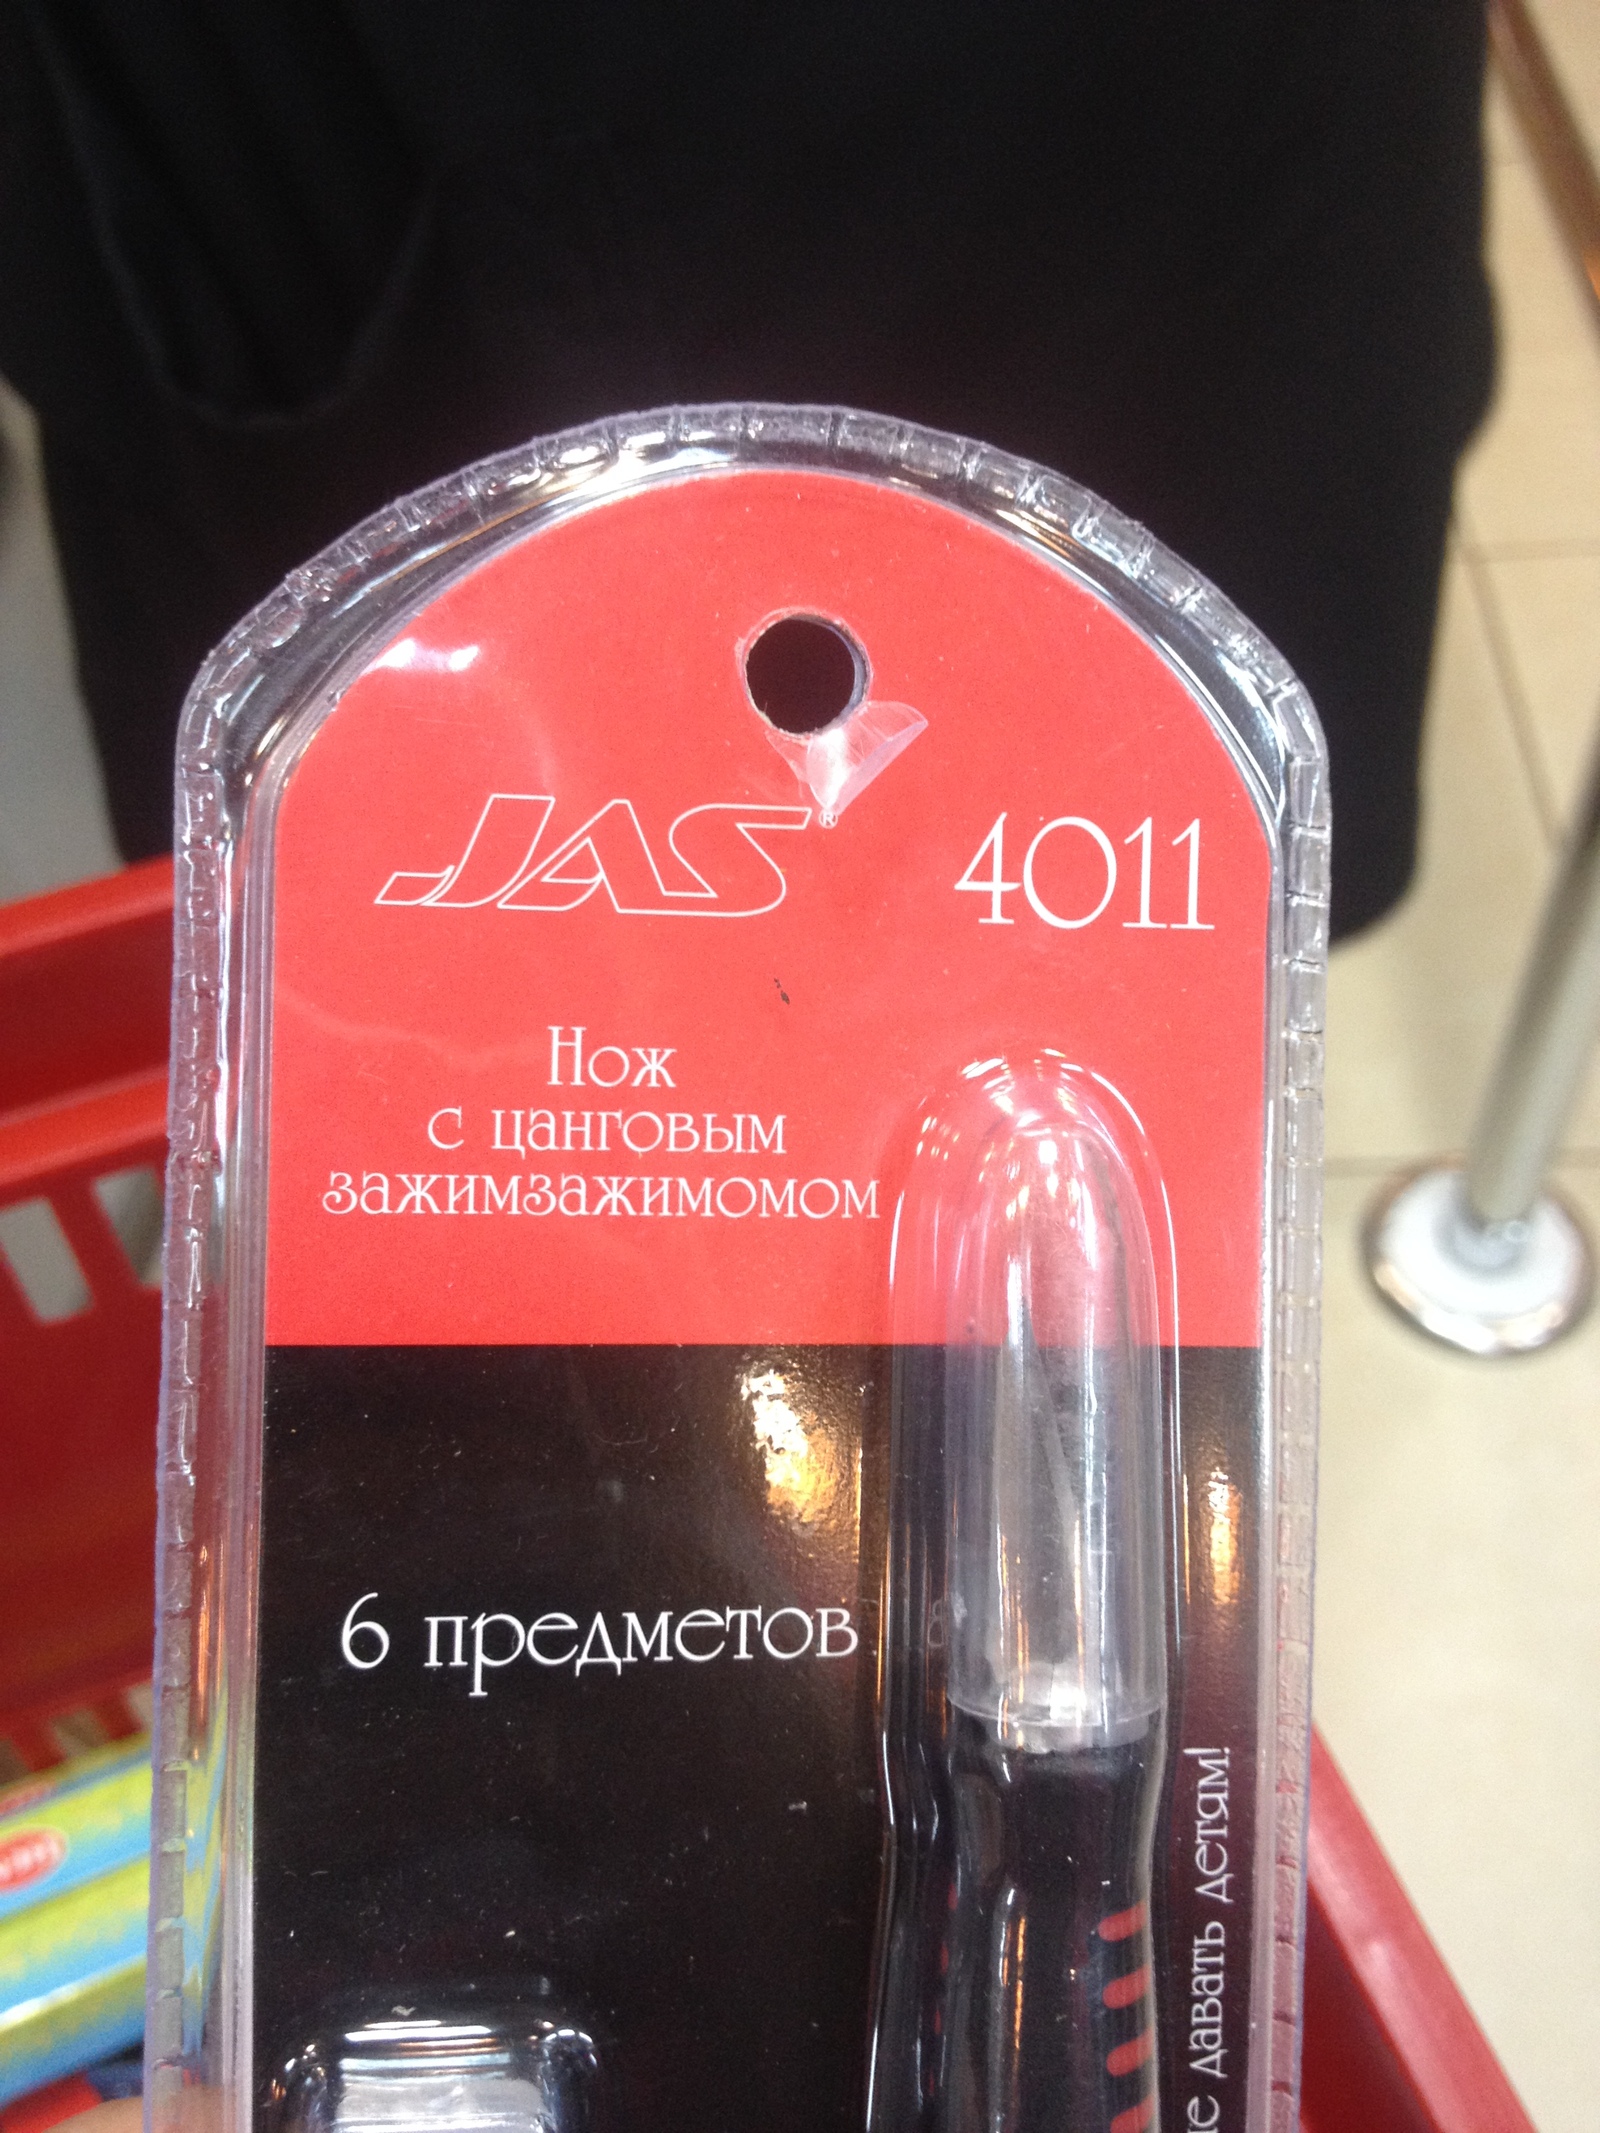 JAS® 4011
Нож
с цанговым
зажимзажимомом
6 предметов
давать детям!